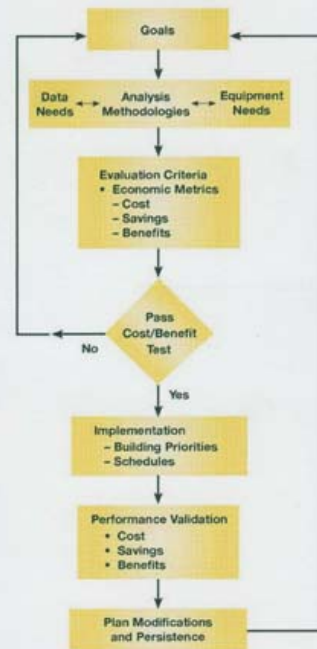 Goals
Data Needs
Analysis Methodologies
Equipment Needs
Evaluation Criteria
• Economic Metrics
– Cost
– Savings
– Benefits
Pass
Cost/Benefit
Test
No
Yes
Implementation
– Building Priorities
– Schedules
Performance Validation
• Cost
• Savings
• Benefits
Plan Modifications
and Persistence